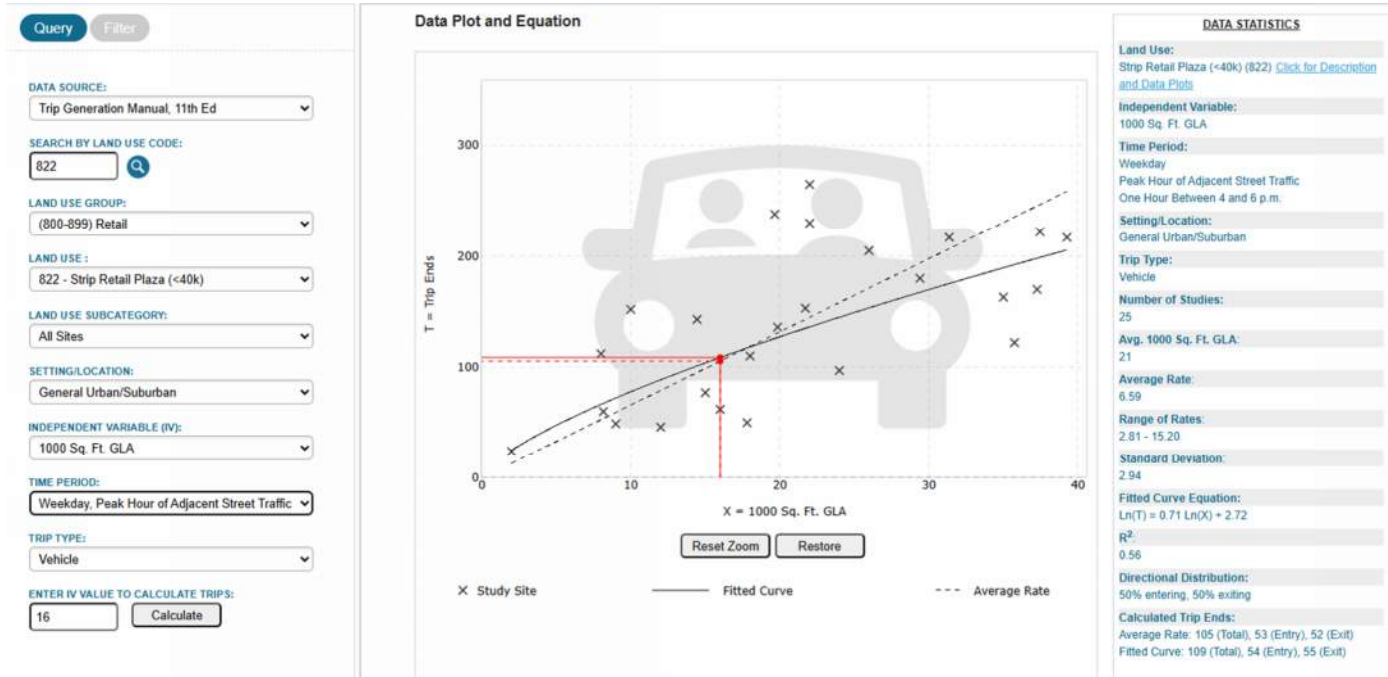 Query Filter
DATA SOURCE:
Trip Generation Manual, 11th Ed
SEARCH BY LAND USE CODE:
822
LAND USE GROUP:
(800-899) Retail
LAND USE :
822 - Strip Retail Plaza (<40k)
LAND USE SUBCATEGORY:
All Sites
SETTING/LOCATION:
General Urban/Suburban
INDEPENDENT VARIABLE (IV):
1000 Sq. Ft. GLA
TIME PERIOD:
Weekday, Peak Hour of Adjacent Street Traffic
TRIP TYPE:
Vehicle
ENTER IV VALUE TO CALCULATE TRIPS:
16 Calculate
Data Plot and Equation
300
200
100
0
T = Trip Ends
0 10 20 30 40
X = 1000 Sq. Ft. GLA
Reset Zoom Restore
Study Site Fitted Curve Average Rate
DATA STATISTICS
Land Use:
Strip Retail Plaza (<40k) (822) Click for Description
and Data Plots
Independent Variable:
1000 Sq. Ft. GLA
Time Period:
Weekday
Peak Hour of Adjacent Street Traffic
One Hour Between 4 and 6 p.m.
Setting/Location:
General Urban/Suburban
Trip Type:
Vehicle
Number of Studies:
25
Avg. 1000 Sq. Ft. GLA:
21
Average Rate:
6.59
Range of Rates:
2.81 - 15.20
Standard Deviation:
2.94
Fitted Curve Equation:
Ln(T) = 0.71 Ln(X) + 2.72
R²:
0.56
Directional Distribution:
50% entering, 50% exiting
Calculated Trip Ends:
Average Rate: 105 (Total), 53 (Entry), 52 (Exit)
Fitted Curve: 109 (Total), 54 (Entry), 55 (Exit)